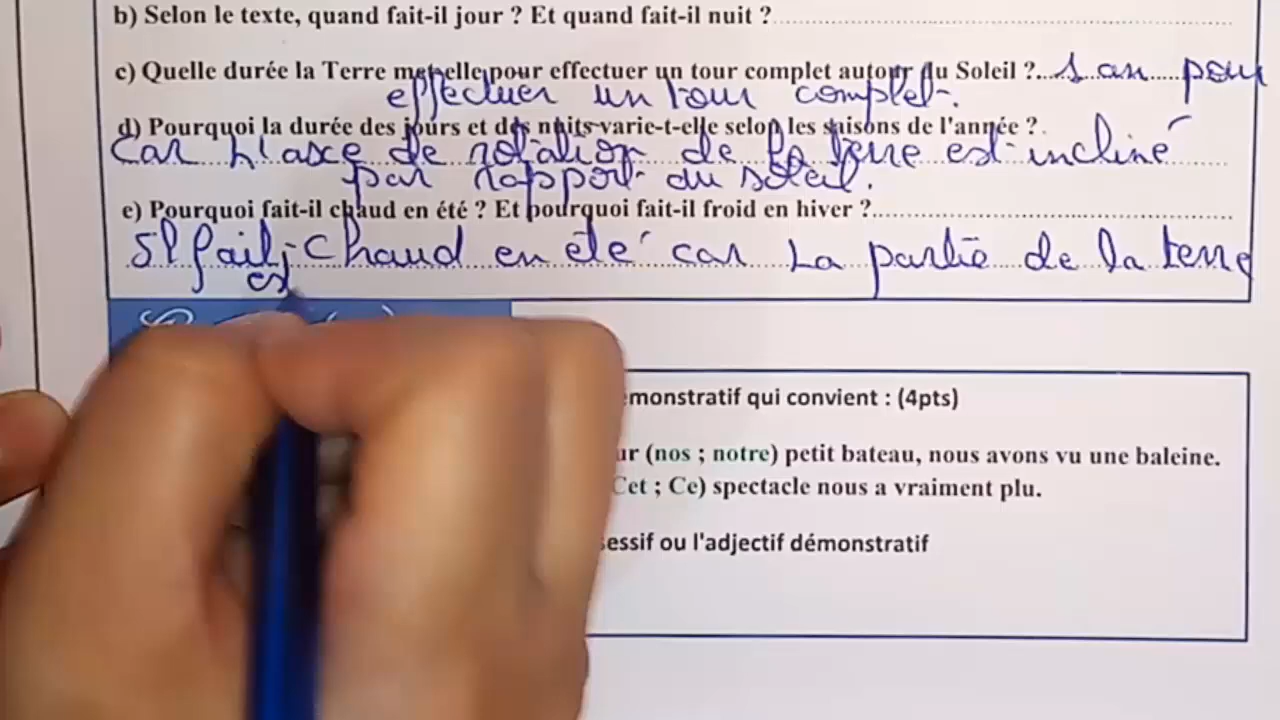 b) Selon le texte, quand fait-il jour ? Et quand fait-il nuit ?
c) Quelle durée la Terre met-elle pour effectuer un tour complet autour du Soleil ? 1 an pour
effectuer un tour complet.
d) Pourquoi la durée des jours et des nuits varie-t-elle selon les saisons de l'année ?
Car l'axe de rotation de la terre est incliné
par rapport du soleil.
e) Pourquoi fait-il chaud en été ? Et pourquoi fait-il froid en hiver ?
Il fait chaud en été car La partie de la terre
es
monstratif qui convient : (4pts)
ur (nos ; notre) petit bateau, nous avons vu une baleine.
Cet ; Ce) spectacle nous a vraiment plu.
sessif ou l'adjectif démonstratif